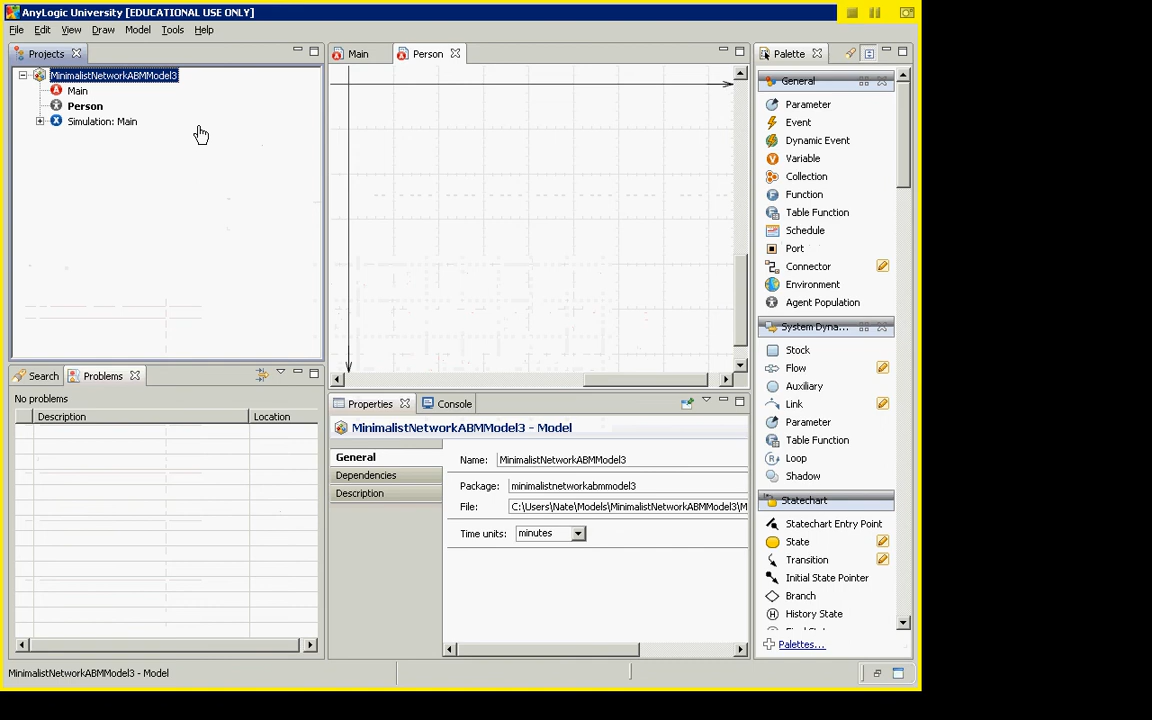 AnyLogic University [EDUCATIONAL USE ONLY]
File Edit View Draw Model Tools Help
Projects
MinimalistNetworkABMModel3
Main
Person
Simulation: Main
Search Problems
No problems
Description Location
Main Person
Properties Console
MinimalistNetworkABMModel3 - Model
General
Dependencies
Description
Name: MinimalistNetworkABMModel3
Package: minimalistnetworkabmmodel3
File: C:\Users\Nate\Models\MinimalistNetworkABMModel3\M
Time units: minutes
Palette
General
Parameter
Event
Dynamic Event
Variable
Collection
Function
Table Function
Schedule
Port
Connector
Environment
Agent Population
System Dyna...
Stock
Flow
Auxiliary
Link
Parameter
Table Function
Loop
Shadow
Statechart
Statechart Entry Point
State
Transition
Initial State Pointer
Branch
History State
Palettes...
MinimalistNetworkABMModel3 - Model